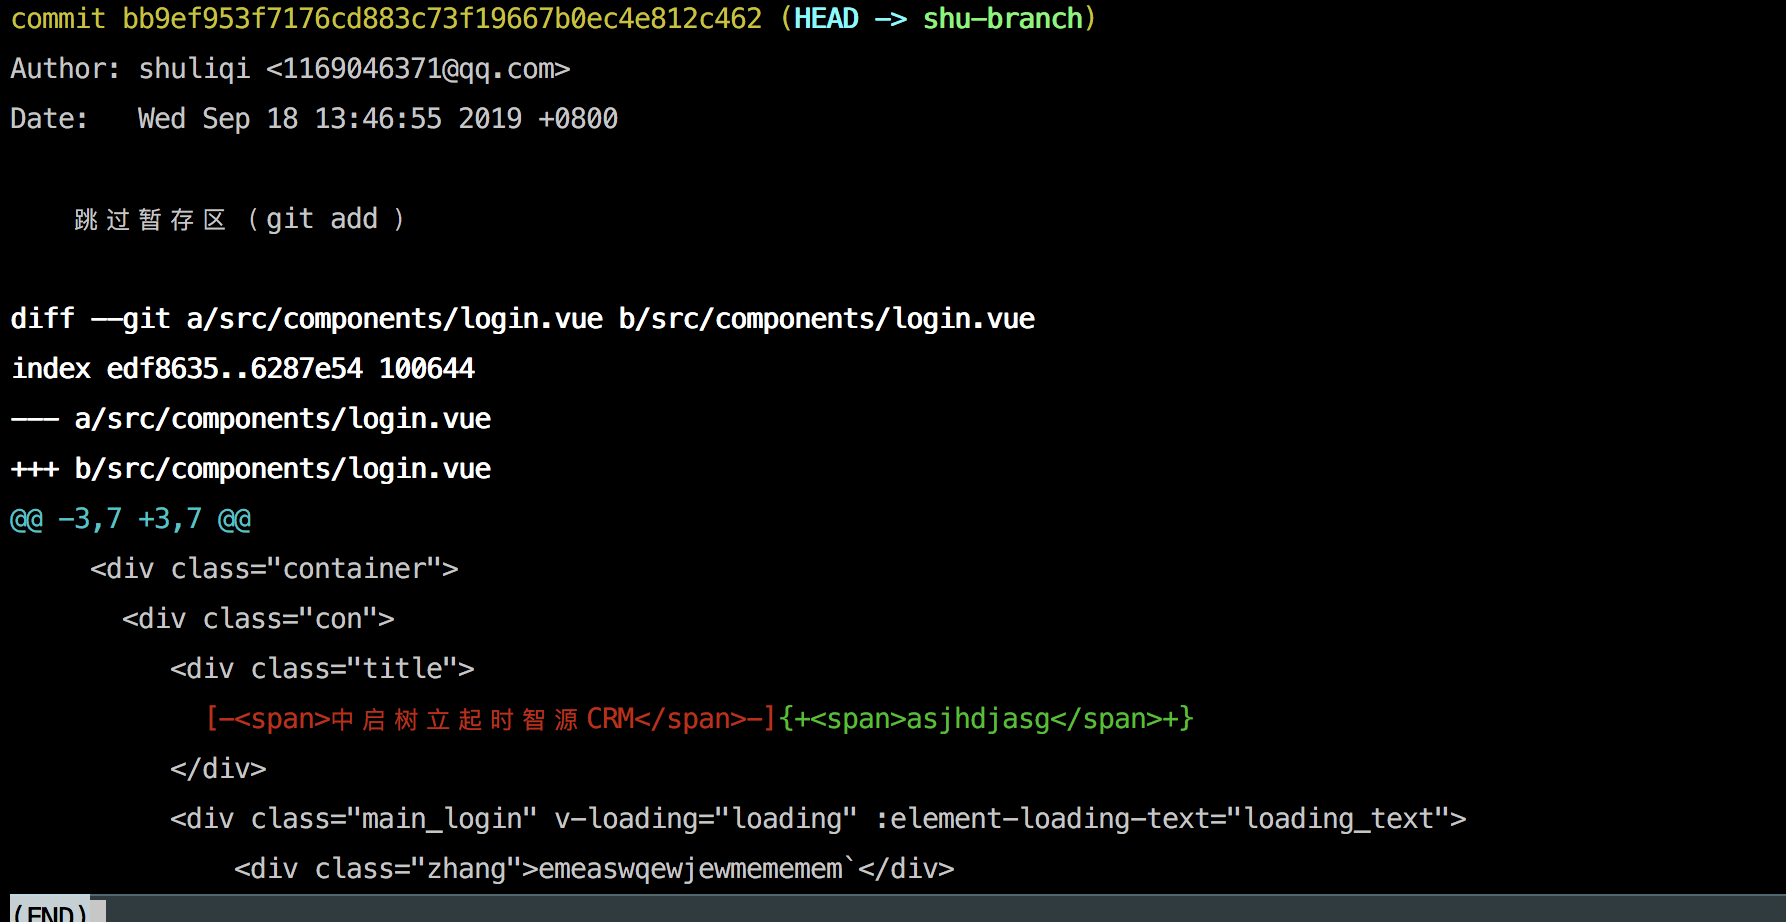 commit bb9ef953f7176cd883c73f19667b0ec4e812c462 (HEAD -> shu-branch)
Author: shuliqi <1169046371@qq.com>
Date:   Wed Sep 18 13:46:55 2019 +0800
    跳过暂存区（git add ）
diff --git a/src/components/login.vue b/src/components/login.vue
index edf8635..6287e54 100644
--- a/src/components/login.vue
+++ b/src/components/login.vue
@@ -3,7 +3,7 @@
     <div class="container">
       <div class="con">
          <div class="title">
            [-<span>中启树立起时智源CRM</span>-]{+<span>asjhdjasg</span>+}
          </div>
          <div class="main_login" v-loading="loading" :element-loading-text="loading_text">
              <div class="zhang">emeaswqewjewmememem`</div>
(END)